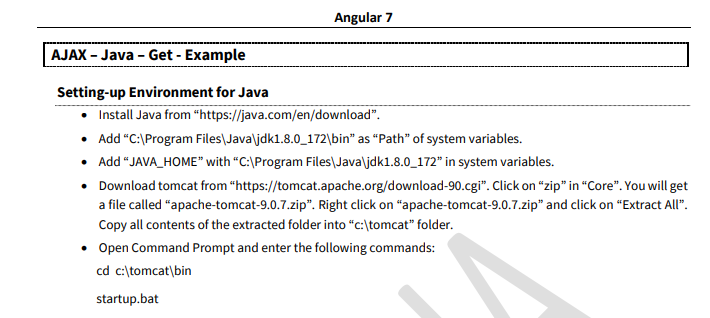 Angular 7
AJAX – Java – Get - Example
Setting-up Environment for Java
• Install Java from “https://java.com/en/download”.
• Add “C:\Program Files\Java\jdk1.8.0_172\bin” as “Path” of system variables.
• Add “JAVA_HOME” with “C:\Program Files\Java\jdk1.8.0_172” in system variables.
• Download tomcat from “https://tomcat.apache.org/download-90.cgi”. Click on “zip” in “Core”. You will get
a file called “apache-tomcat-9.0.7.zip”. Right click on “apache-tomcat-9.0.7.zip” and click on “Extract All”.
Copy all contents of the extracted folder into “c:\tomcat” folder.
• Open Command Prompt and enter the following commands:
cd c:\tomcat\bin
startup.bat